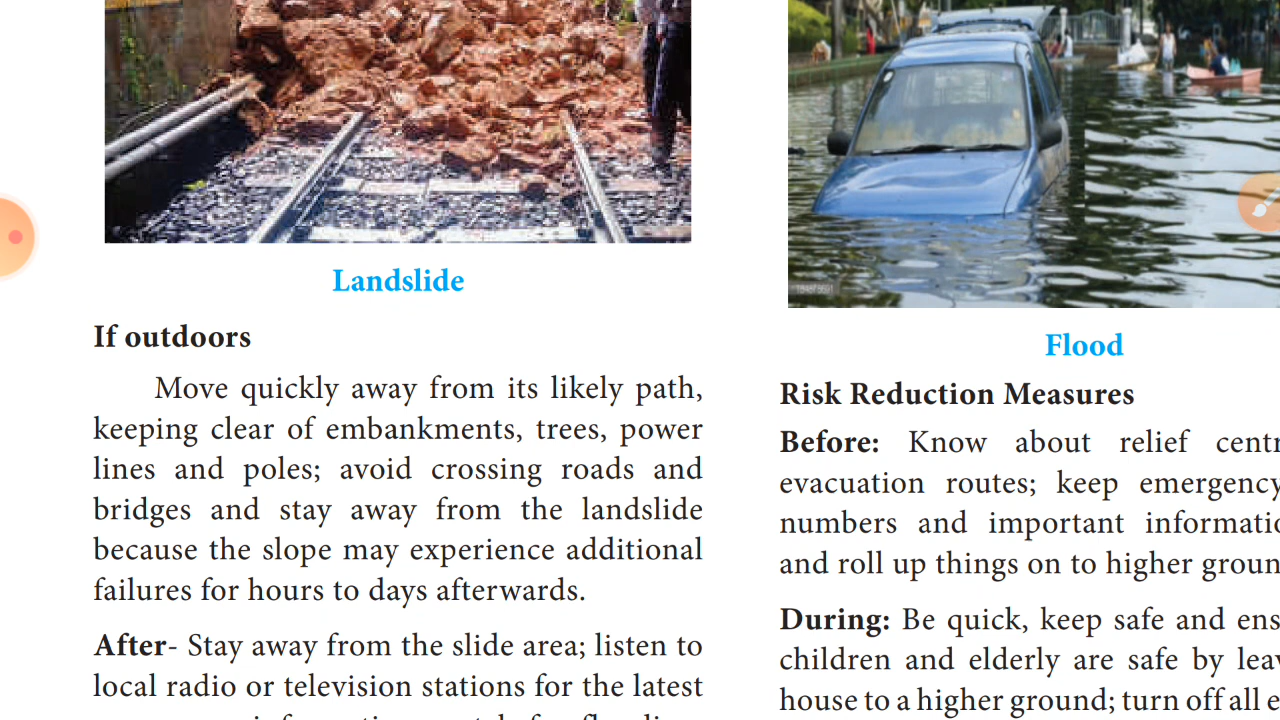 Landslide
If outdoors
Move quickly away from its likely path,
keeping clear of embankments, trees, power
lines and poles; avoid crossing roads and
bridges and stay away from the landslide
because the slope may experience additional
failures for hours to days afterwards.
After- Stay away from the slide area; listen to
local radio or television stations for the latest
Flood
Risk Reduction Measures
Before: Know about relief centr
evacuation routes; keep emergency
numbers and important informatio
and roll up things on to higher groun
During: Be quick, keep safe and ens
children and elderly are safe by leav
house to a higher ground; turn off all e